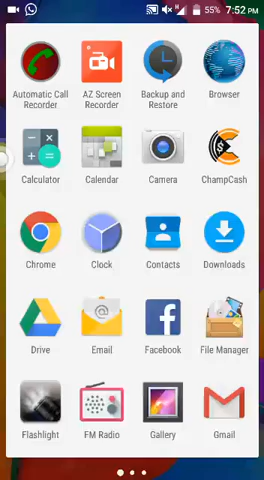 H 55% 7:52 PM
Automatic Call Recorder
AZ Screen Recorder
Backup and Restore
Browser
Calculator
Calendar
Camera
ChampCash
Chrome
Clock
Contacts
Downloads
Drive
Email
Facebook
File Manager
Flashlight
FM Radio
Gallery
Gmail